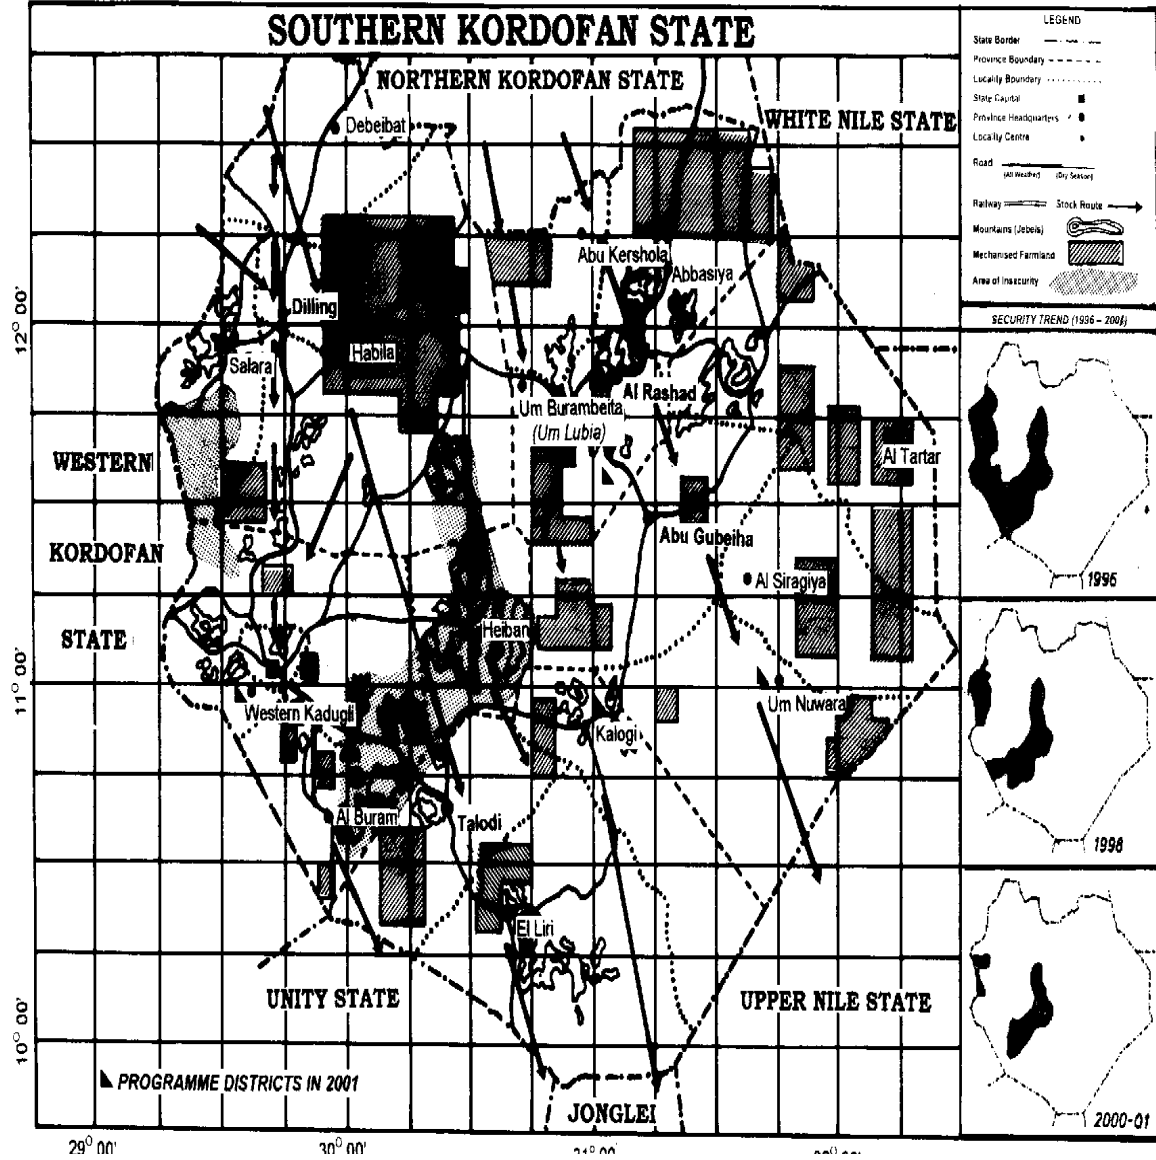 SOUTHERN KORDOFAN STATE
NORTHERN KORDOFAN STATE
WHITE NILE STATE
Debeibat
Abu Kershola
Abbasiya
Dilling
12° 00'
Habila
Salara
Al Rashad
Um Burambeita
(Um Lubia)
WESTERN
Al Tartar
KORDOFAN
Abu Gubeiha
Al Siragiya
STATE
Heiban
11° 00'
Western Kadugli
Um Nuwara
Kalogi
Al Buram
Talodi
El Liri
UNITY STATE
UPPER NILE STATE
10° 00'
PROGRAMME DISTRICTS IN 2001
JONGLEI
29° 00'
30° 00'
31° 00'
LEGEND
State Border
Province Boundary
Locality Boundary
State Capital
Province Headquarters
Locality Centre
Road
(All Weather) (Dry Season)
Railway Stock Route
Mountains (Jebels)
Mechanised Farmland
Area of Insecurity
SECURITY TREND (1996 – 2001)
1996
1998
2000-01